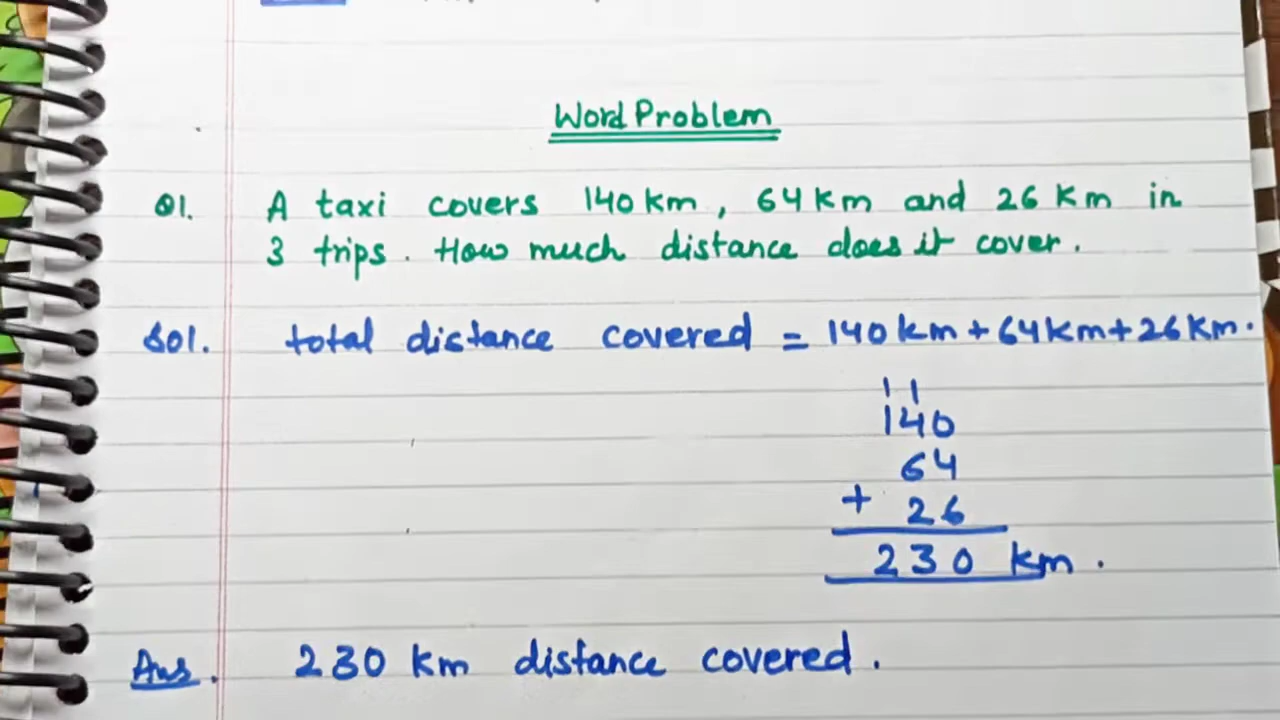 Word Problem
Q1. A taxi covers 140 km, 64 km and 26 Km in
3 trips. How much distance does it cover.
Sol. total distance covered = 140 km + 64 km + 26 Km.
11
140
64
+ 26
230 km.
Ans. 230 km distance covered.